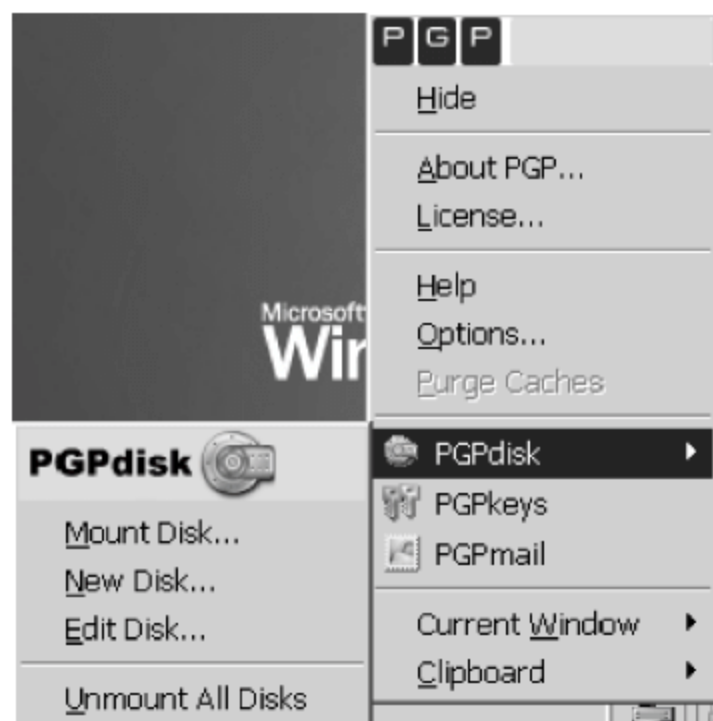 P G P
Hide
About PGP...
License...
Help
Options...
Purge Caches
PGPdisk
PGPkeys
PGPmail
Current Window
Clipboard
Microsoft
Wir
PGPdisk
Mount Disk...
New Disk...
Edit Disk...
Unmount All Disks